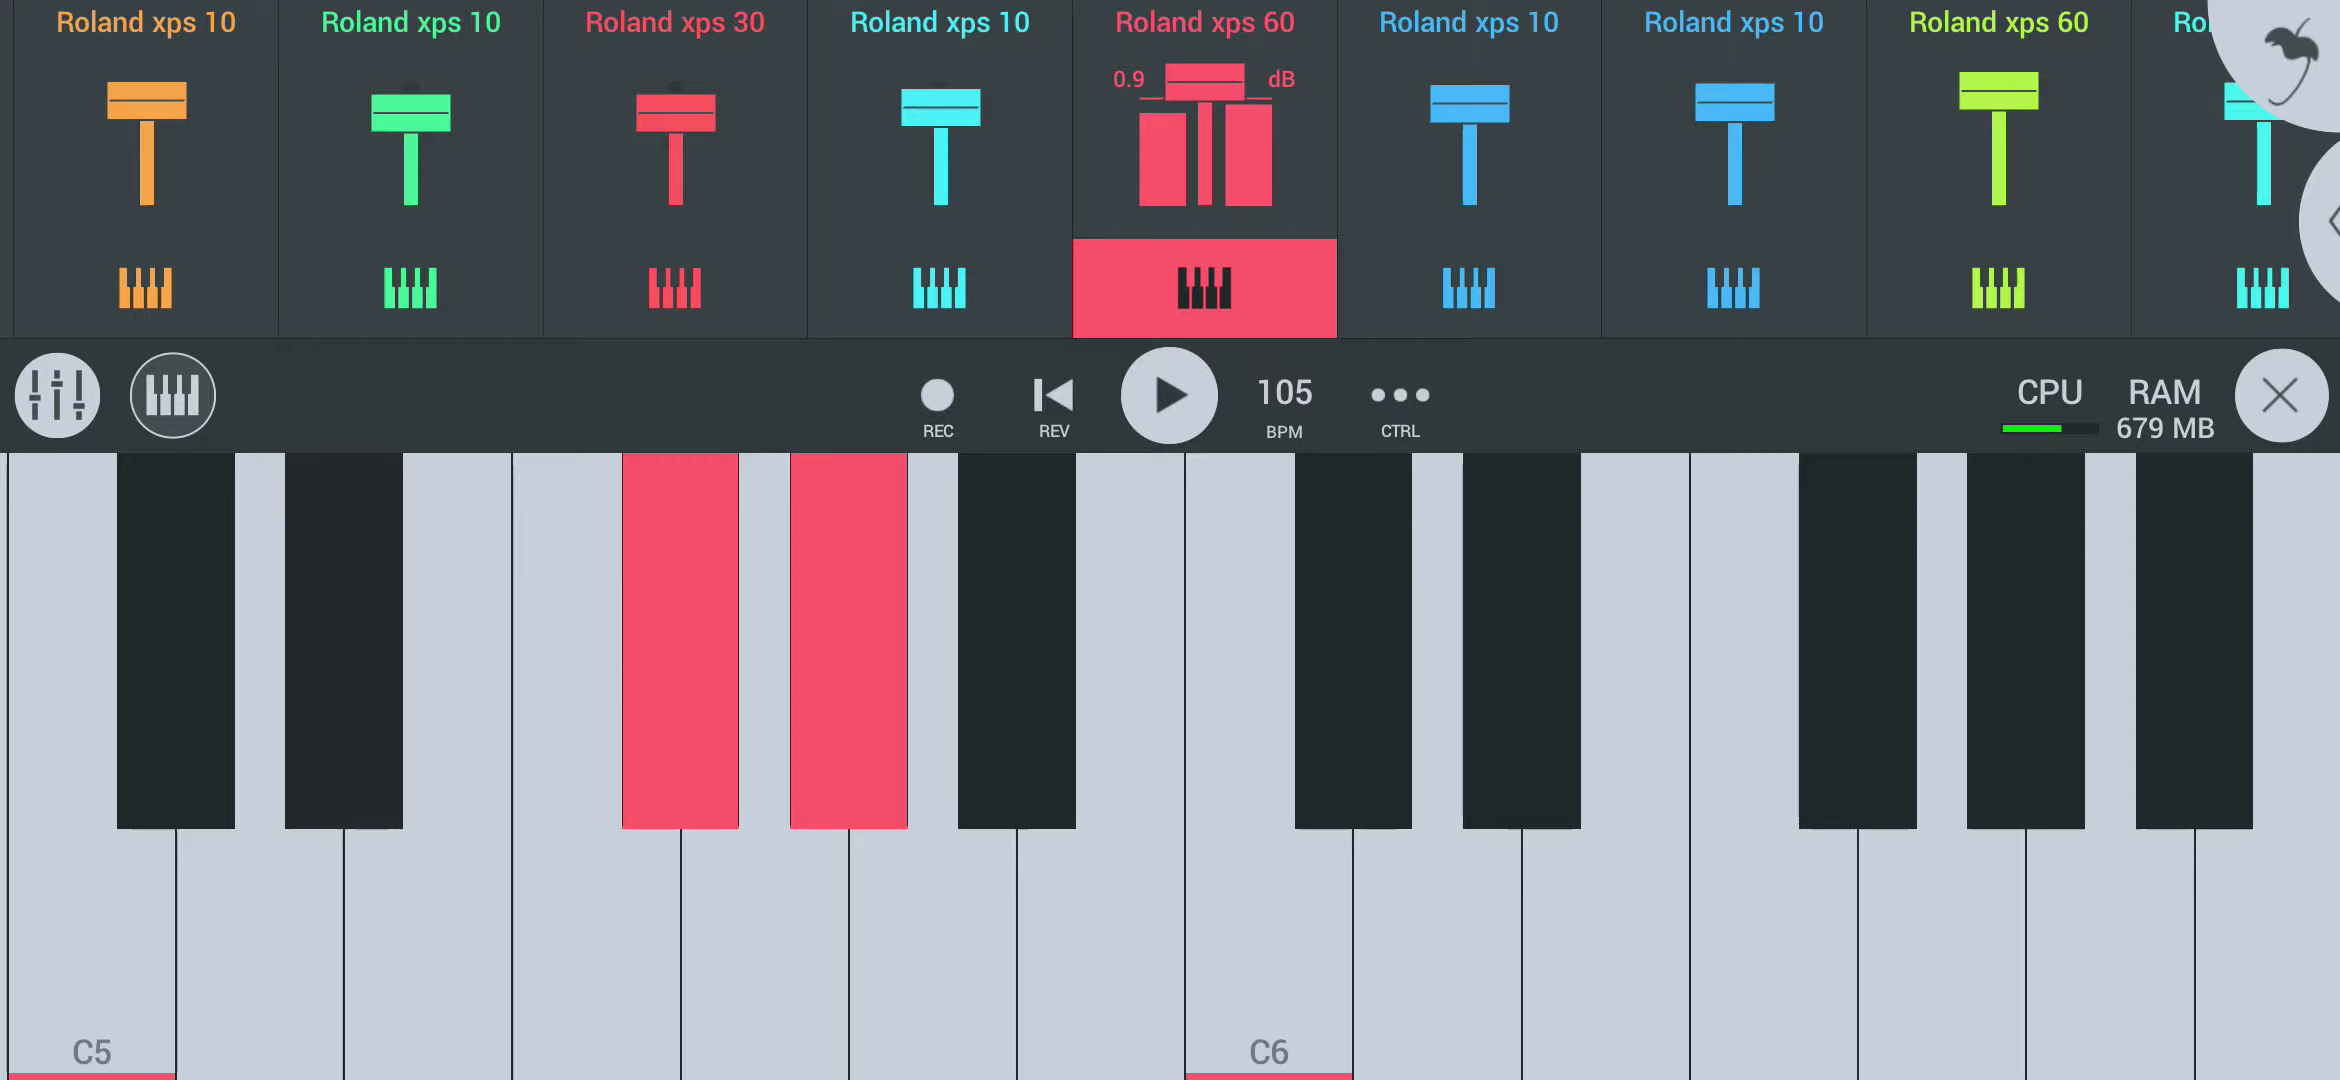 Roland xps 10
Roland xps 10
Roland xps 30
Roland xps 10
Roland xps 60
Roland xps 10
Roland xps 10
Roland xps 60
Ro
0.9
dB
REC
REV
105
BPM
CTRL
CPU
RAM
679 MB
C5
C6